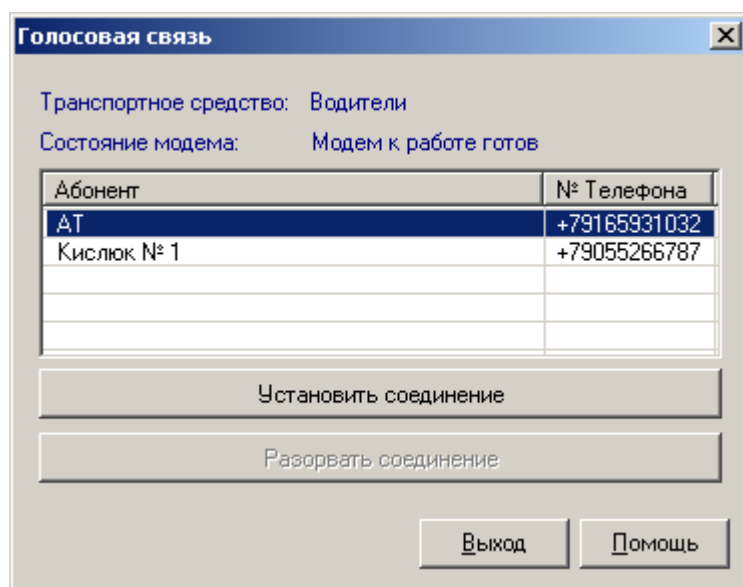 Голосовая связь
Транспортное средство: Водители
Состояние модема: Модем к работе готов
Абонент № Телефона
АТ +79165931032
Кислюк № 1 +79055266787
Установить соединение
Разорвать соединение
Выход Помощь